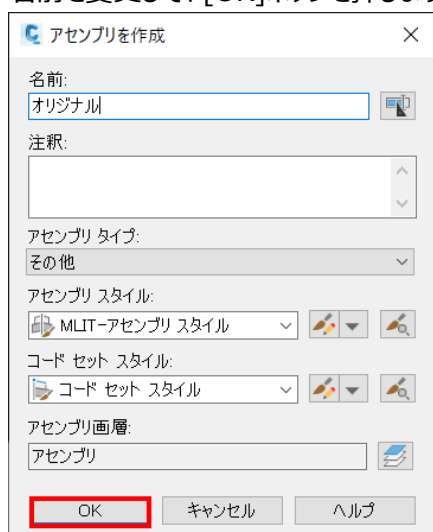 アセンブリを作成
名前:
オリジナル
注釈:
アセンブリ タイプ:
その他
アセンブリ スタイル:
MLIT-アセンブリ スタイル
コード セット スタイル:
コード セット スタイル
アセンブリ画層:
アセンブリ
OK キャンセル ヘルプ